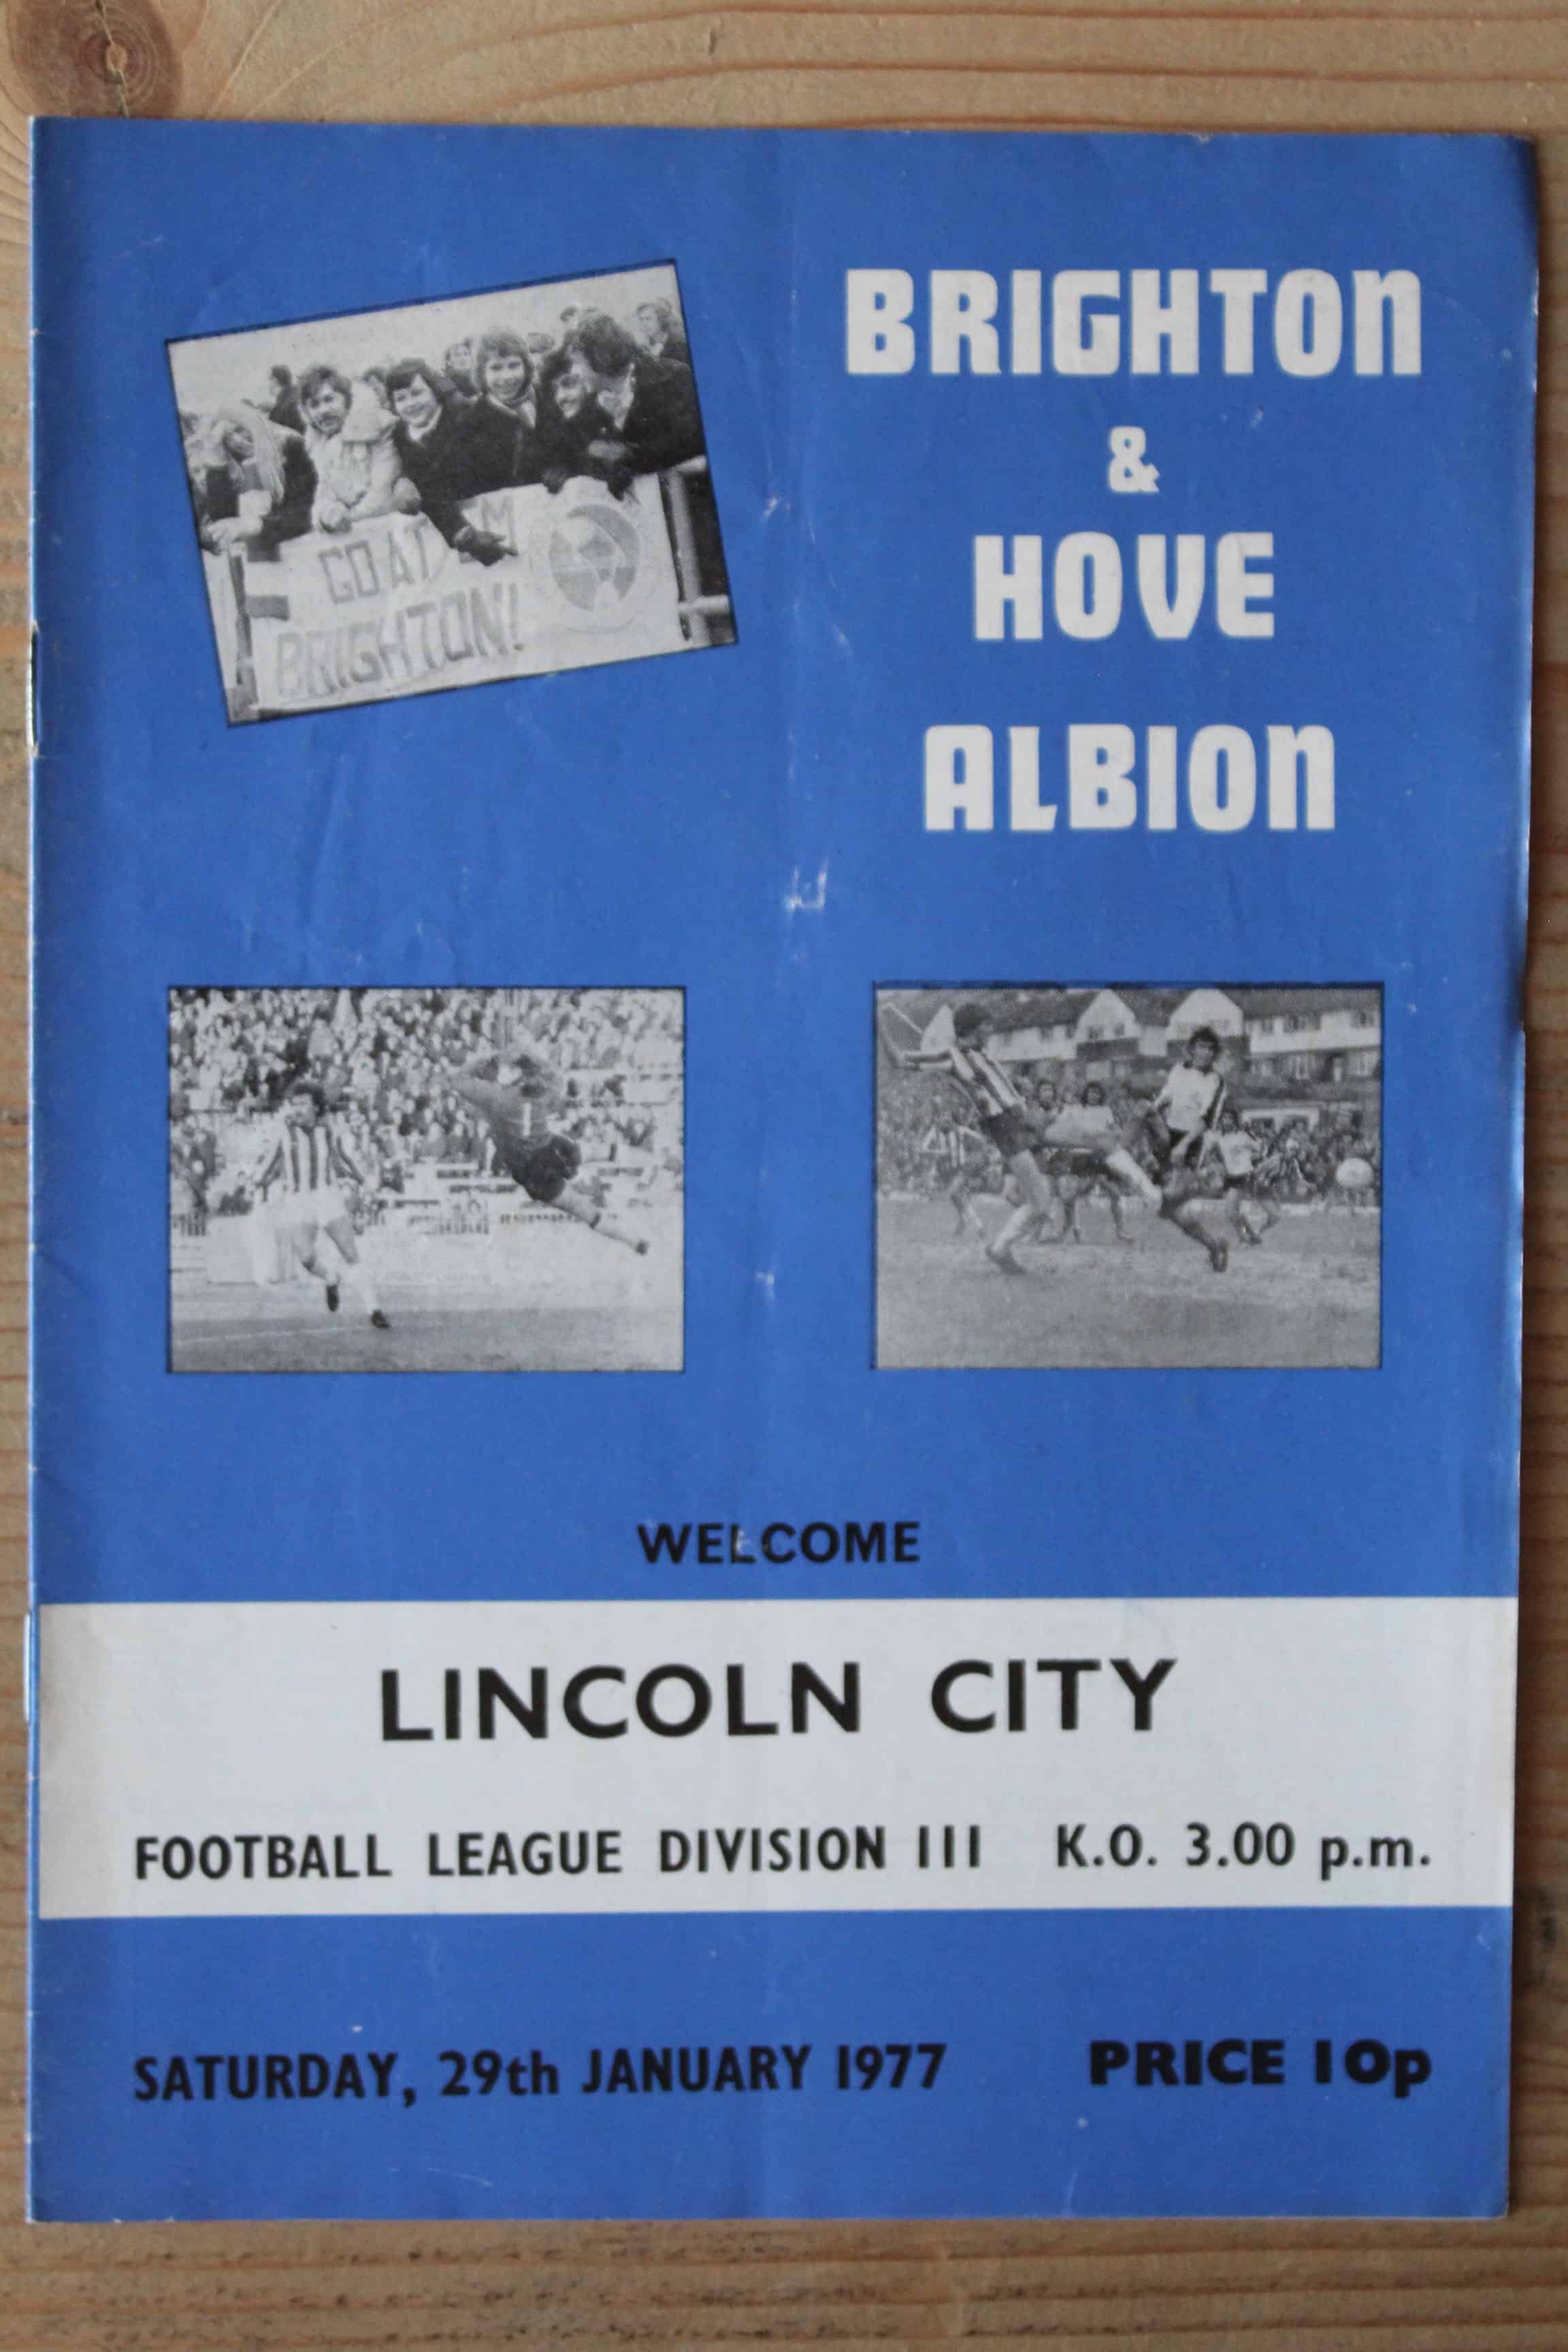 BRIGHTON
&
HOVE
ALBION
GO AT
BRIGHTON!
1
WELCOME
LINCOLN CITY
FOOTBALL LEAGUE DIVISION III K.O. 3.00 p.m.
SATURDAY, 29th JANUARY 1977 PRICE 10p